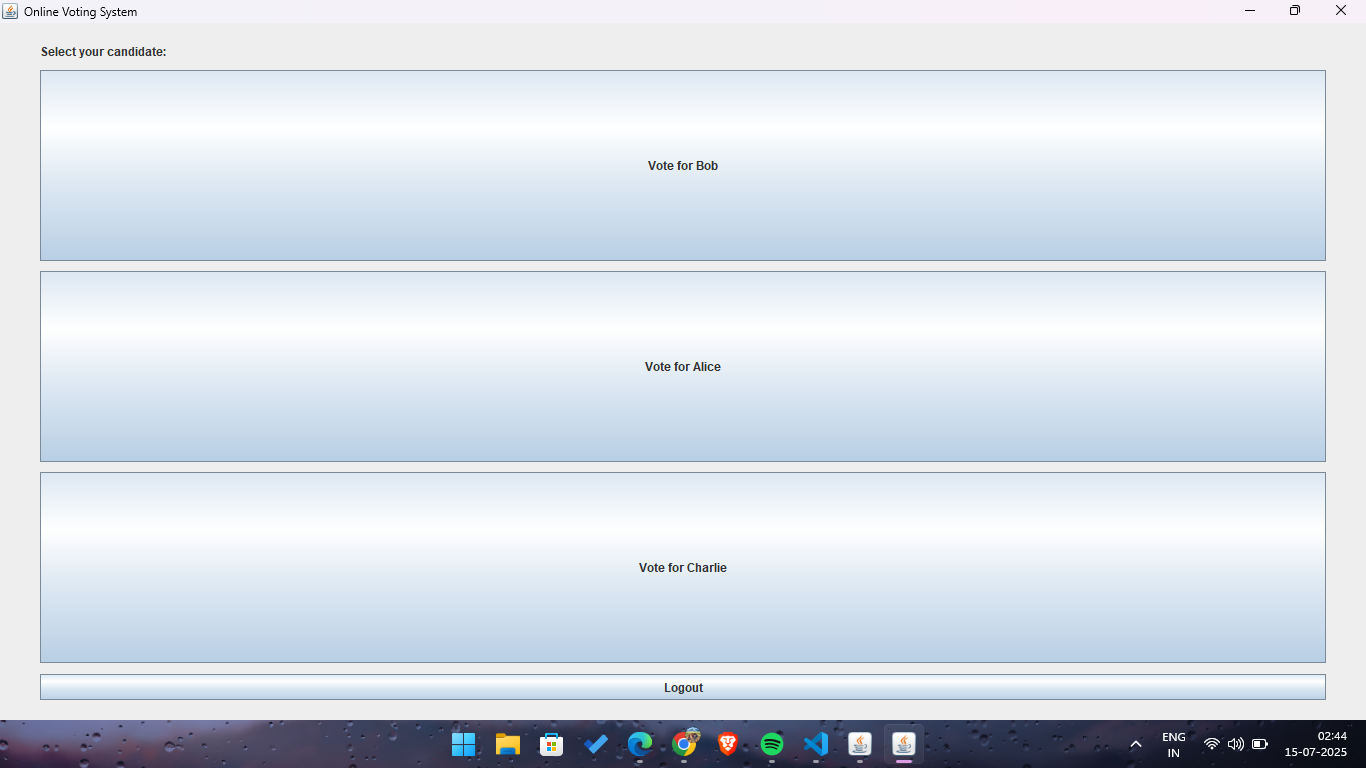 Online Voting System
Select your candidate:
Vote for Bob
Vote for Alice
Vote for Charlie
Logout
ENG
IN
02:44
15-07-2025